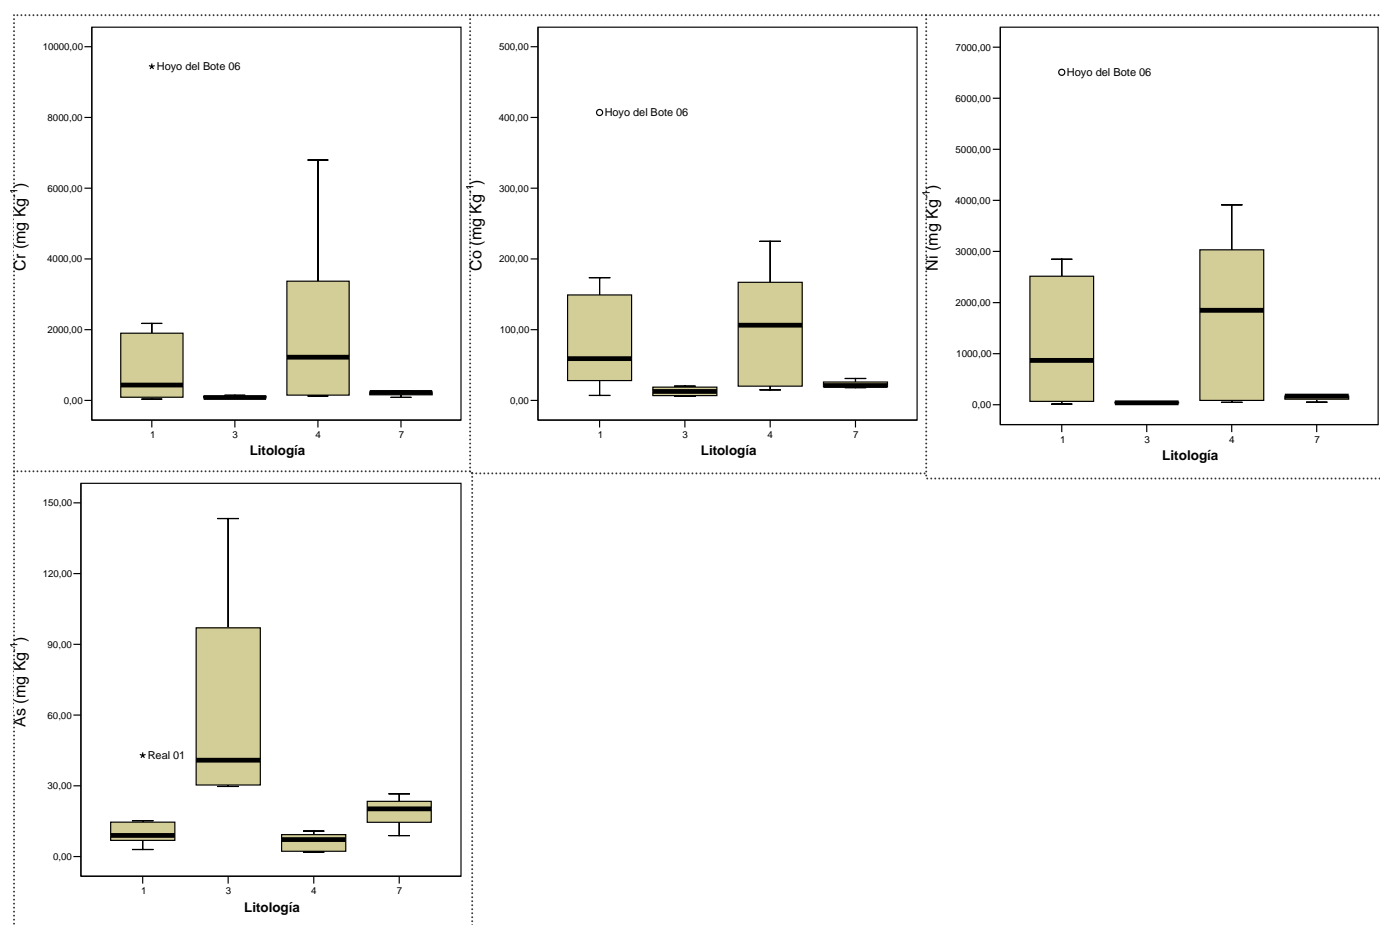 10000,00
8000,00
6000,00
4000,00
2000,00
0,00
Cr (mg Kg⁻¹)
Hoyo del Bote 06
1 3 4 7
Litología
500,00
400,00
300,00
200,00
100,00
0,00
Co (mg Kg⁻¹)
Hoyo del Bote 06
1 3 4 7
Litología
7000,00
6000,00
5000,00
4000,00
3000,00
2000,00
1000,00
0,00
Ni (mg Kg⁻¹)
Hoyo del Bote 06
1 3 4 7
Litología
150,00
120,00
90,00
60,00
30,00
0,00
As (mg Kg⁻¹)
Real 01
1 3 4 7
Litología